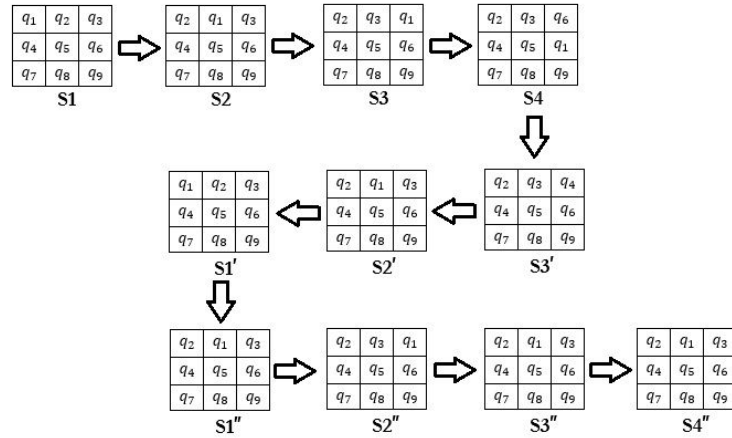 q₁ q₂ q₃ q₂ q₁ q₃ q₂ q₃ q₁ q₂ q₃ q₆
q₄ q₅ q₆ q₄ q₅ q₆ q₄ q₅ q₆ q₄ q₅ q₁
q₇ q₈ q₉ q₇ q₈ q₉ q₇ q₈ q₉ q₇ q₈ q₉
S1 S2 S3 S4
q₁ q₂ q₃ q₂ q₁ q₃ q₂ q₃ q₄
q₄ q₅ q₆ q₄ q₅ q₆ q₄ q₅ q₆
q₇ q₈ q₉ q₇ q₈ q₉ q₇ q₈ q₉
S1′ S2′ S3′
q₂ q₁ q₃ q₂ q₃ q₁ q₂ q₁ q₃ q₂ q₁ q₃
q₄ q₅ q₆ q₄ q₅ q₆ q₄ q₅ q₆ q₄ q₅ q₆
q₇ q₈ q₉ q₇ q₈ q₉ q₇ q₈ q₉ q₇ q₈ q₉
S1″ S2″ S3″ S4″